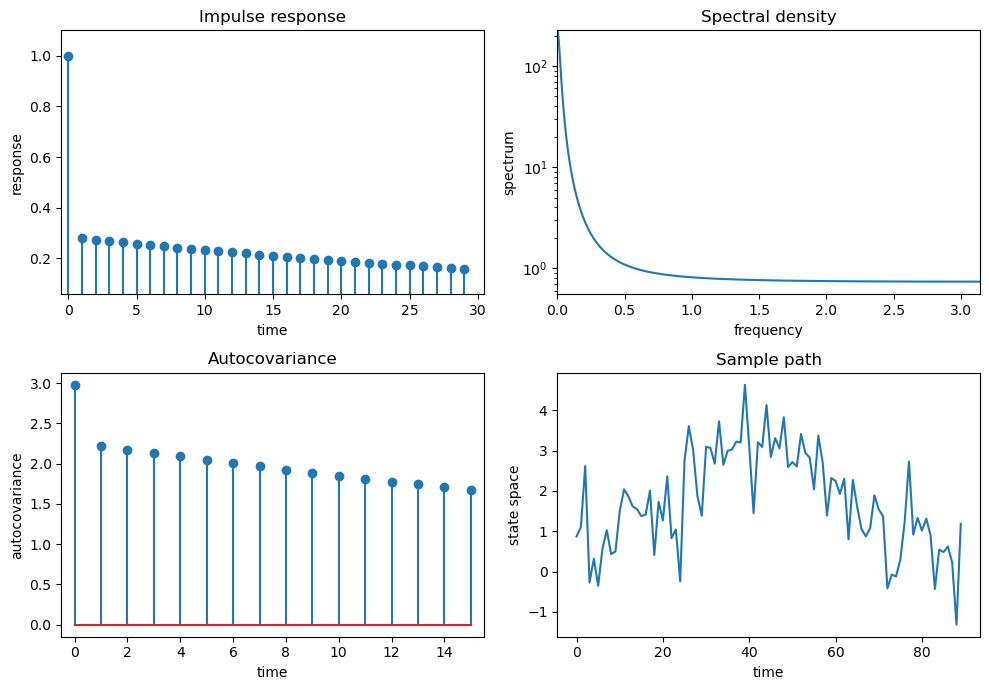 Impulse response
1.0
0.8
0.6
0.4
0.2
response
0 5 10 15 20 25 30
time
Spectral density
10²
10¹
10⁰
spectrum
0.0 0.5 1.0 1.5 2.0 2.5 3.0
frequency
Autocovariance
3.0
2.5
2.0
1.5
1.0
0.5
0.0
autocovariance
0 2 4 6 8 10 12 14
time
Sample path
4
3
2
1
0
−1
state space
0 20 40 60 80
time